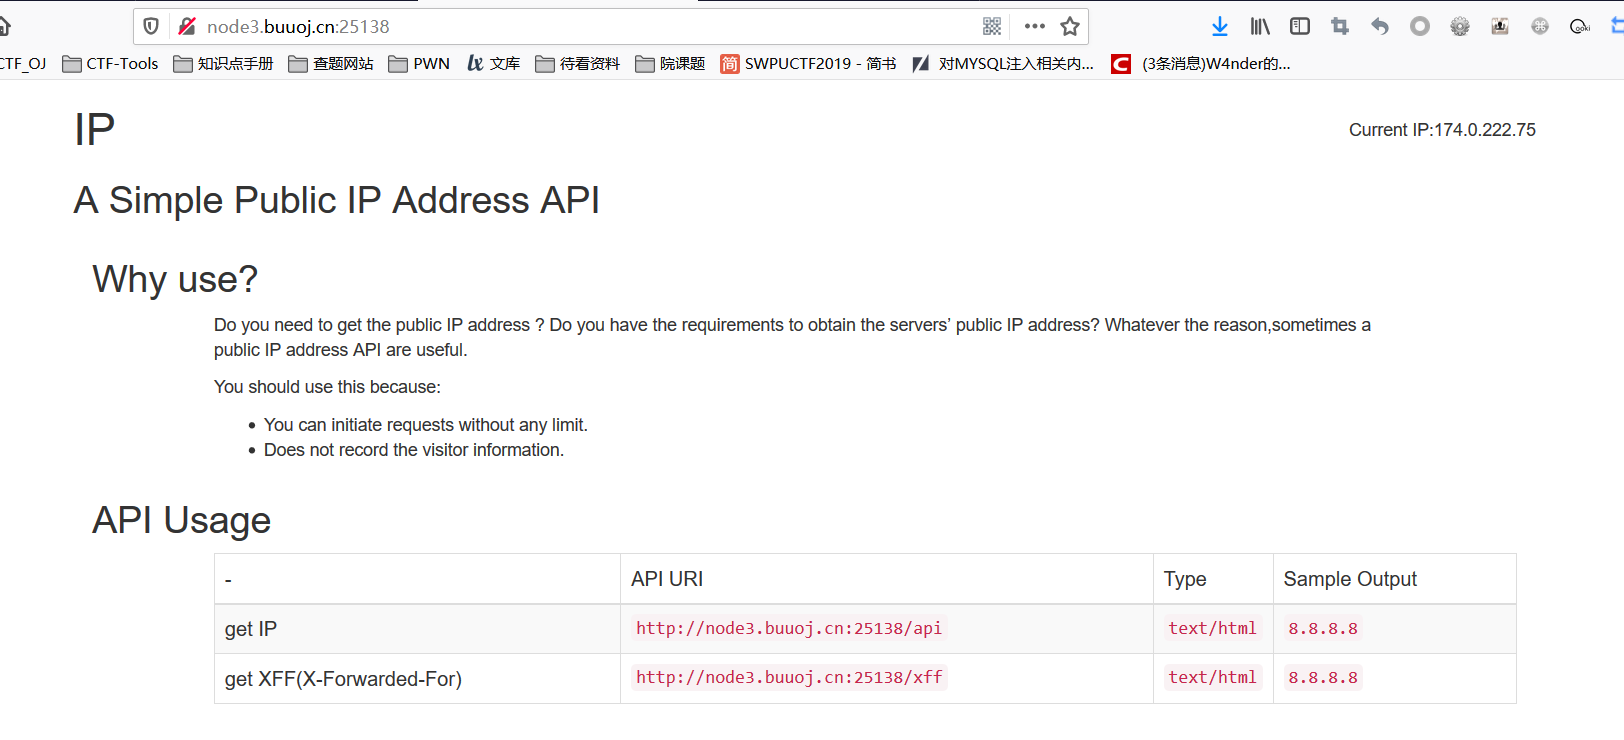 node3.buuoj.cn:25138
CTF_OJ CTF-Tools 知识点手册 查题网站 PWN 文库 待看资料 院课题 简 SWPUCTF2019 - 简书 对MYSQL注入相关内... C (3条消息)W4nder的...
IP
Current IP:174.0.222.75
A Simple Public IP Address API
Why use?
Do you need to get the public IP address ? Do you have the requirements to obtain the servers’ public IP address? Whatever the reason,sometimes a
public IP address API are useful.
You should use this because:
• You can initiate requests without any limit.
• Does not record the visitor information.
API Usage
- API URI Type Sample Output
get IP http://node3.buuoj.cn:25138/api text/html 8.8.8.8
get XFF(X-Forwarded-For) http://node3.buuoj.cn:25138/xff text/html 8.8.8.8